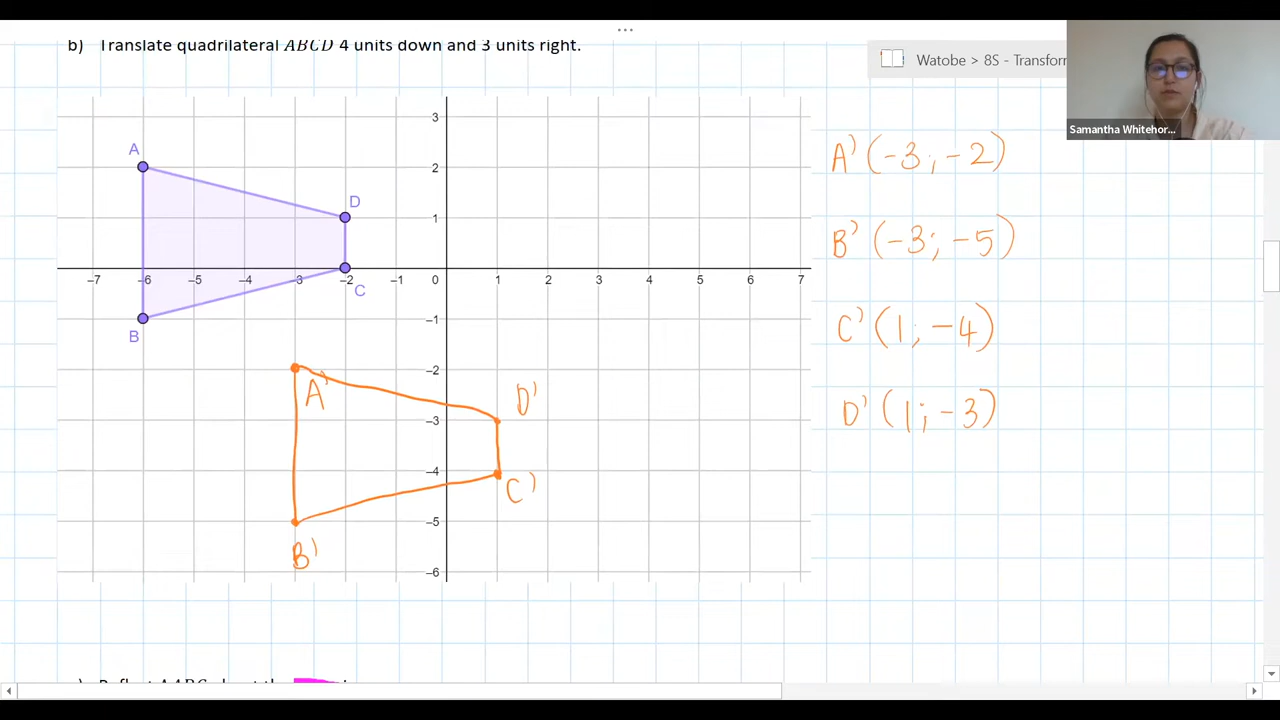 b) Translate quadrilateral ABCD 4 units down and 3 units right.
...
Watobe > 8S - Transform
Samantha Whitehor...
A
D
C
B
3
2
1
-7 -6 -5 -4 -3 -2 -1 0 1 2 3 4 5 6 7
-1
-2
-3
-4
-5
-6
A'
D'
C'
B'
A' (-3 ; -2)
B' (-3 ; -5)
C' (1 ; -4)
D' (1 ; -3)